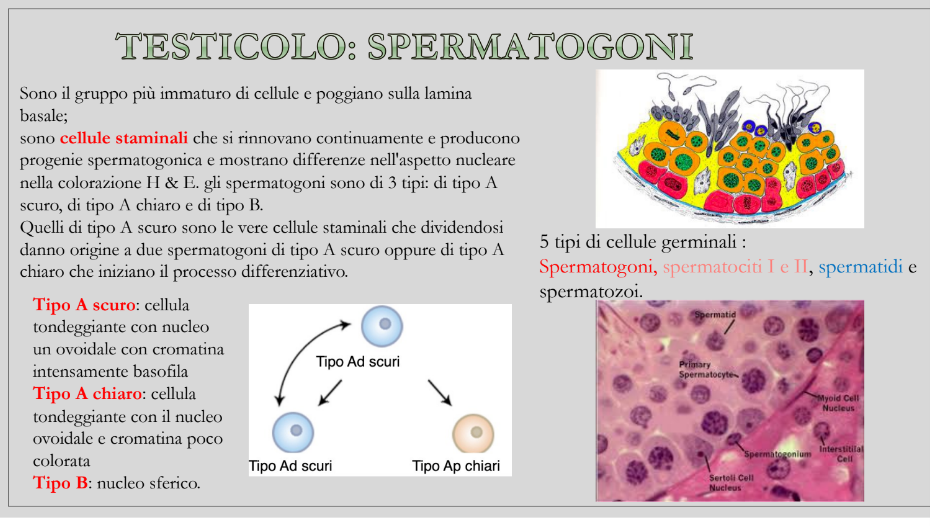 TESTICOLO: SPERMATOGONI
Sono il gruppo più immaturo di cellule e poggiano sulla lamina
basale;
sono cellule staminali che si rinnovano continuamente e producono
progenie spermatogonica e mostrano differenze nell'aspetto nucleare
nella colorazione H & E. gli spermatogoni sono di 3 tipi: di tipo A
scuro, di tipo A chiaro e di tipo B.
Quelli di tipo A scuro sono le vere cellule staminali che dividendosi
danno origine a due spermatogoni di tipo A scuro oppure di tipo A
chiaro che iniziano il processo differenziativo.
Tipo A scuro: cellula
tondeggiante con nucleo
un ovoidale con cromatina
intensamente basofila
Tipo A chiaro: cellula
tondeggiante con il nucleo
ovoidale e cromatina poco
colorata
Tipo B: nucleo sferico.
Tipo Ad scuri
Tipo Ad scuri
Tipo Ap chiari
5 tipi di cellule germinali :
Spermatogoni, spermatociti I e II, spermatidi e
spermatozoi.
Spermatid
Primary
Spermatocyte
Myoid Cell
Nucleus
Spermatogonium
Interstitilal
Cell
Sertoli Cell
Nucleus